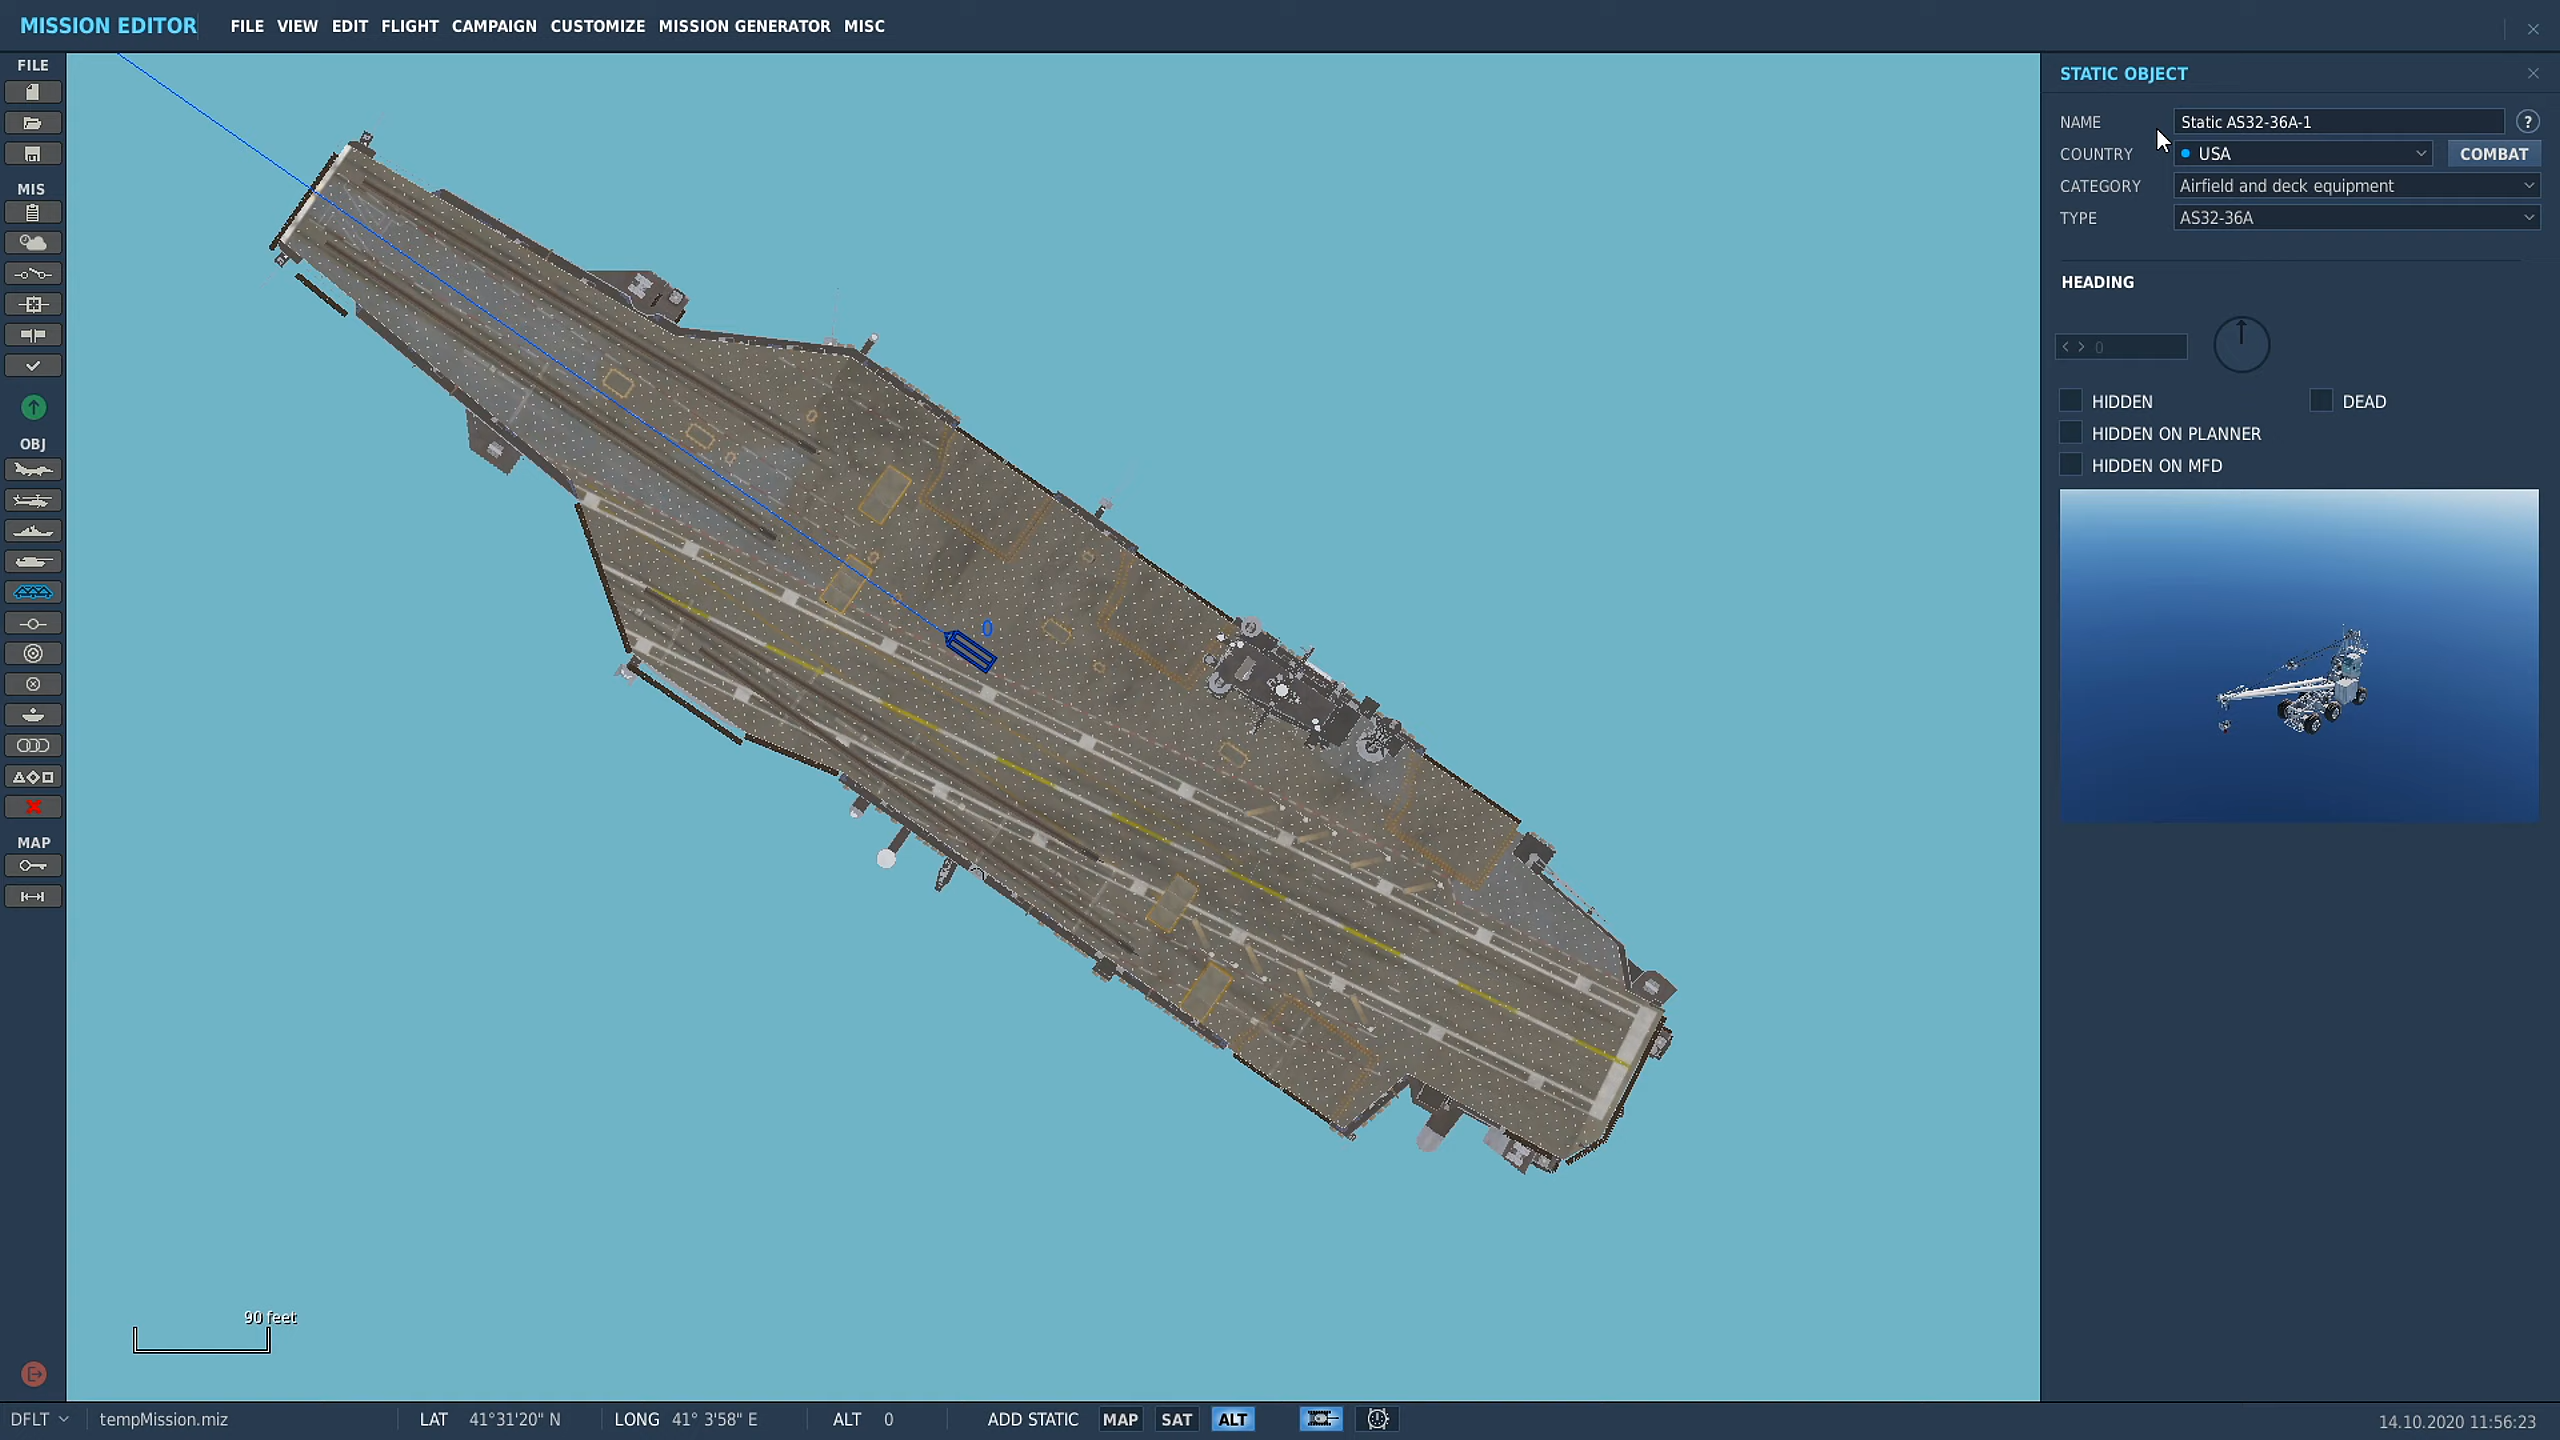 MISSION EDITOR FILE VIEW EDIT FLIGHT CAMPAIGN CUSTOMIZE MISSION GENERATOR MISC
FILE
MIS
OBJ
MAP
0
90 feet
STATIC OBJECT
NAME Static AS32-36A-1 ?
COUNTRY USA COMBAT
CATEGORY Airfield and deck equipment
TYPE AS32-36A
HEADING
< > 0
HIDDEN DEAD
HIDDEN ON PLANNER
HIDDEN ON MFD
DFLT tempMission.miz LAT 41°31'20" N LONG 41° 3'58" E ALT 0 ADD STATIC MAP SAT ALT 14.10.2020 11:56:23